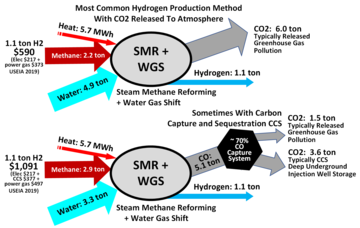 Most Common Hydrogen Production Method
With CO2 Released To Atmosphere
Heat: 5.7 MWh
1.1 ton H2
$590
(Elec $217 +
power gas $373
USEIA 2019)
Methane: 2.2 ton
Water: 4.9 ton
SMR +
WGS
CO2: 6.0 ton
Typically Released
Greenhouse Gas
Pollution
Hydrogen: 1.1 ton
Steam Methane Reforming
+ Water Gas Shift
Sometimes With Carbon
Capture and Sequestration CCS
Heat: 5.7 MWh
1.1 ton H2
$1,091
(Elec $217 +
CCS $377 +
power gas $497
USEIA 2019)
Methane: 2.9 ton
Water: 3.3 ton
SMR +
WGS
CO:
5.1 ton
~ 70%
CO
Capture
System
CO2: 1.5 ton
Typically Released
Greenhouse Gas
Pollution
CO2: 3.6 ton
Typically CCS
Deep Underground
Injection Well Storage
Hydrogen: 1.1 ton
Steam Methane Reforming
+ Water Gas Shift